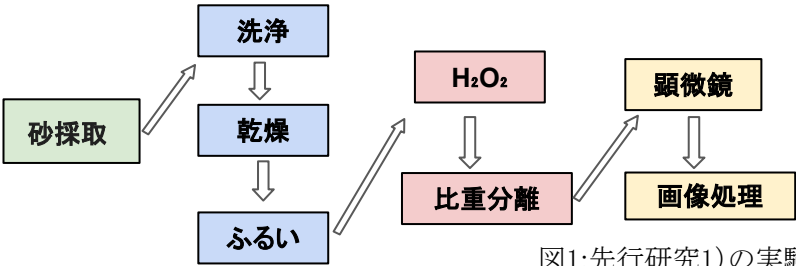 砂採取
洗浄
乾燥
ふるい
H₂O₂
比重分離
顕微鏡
画像処理
図1:先行研究1)の実験